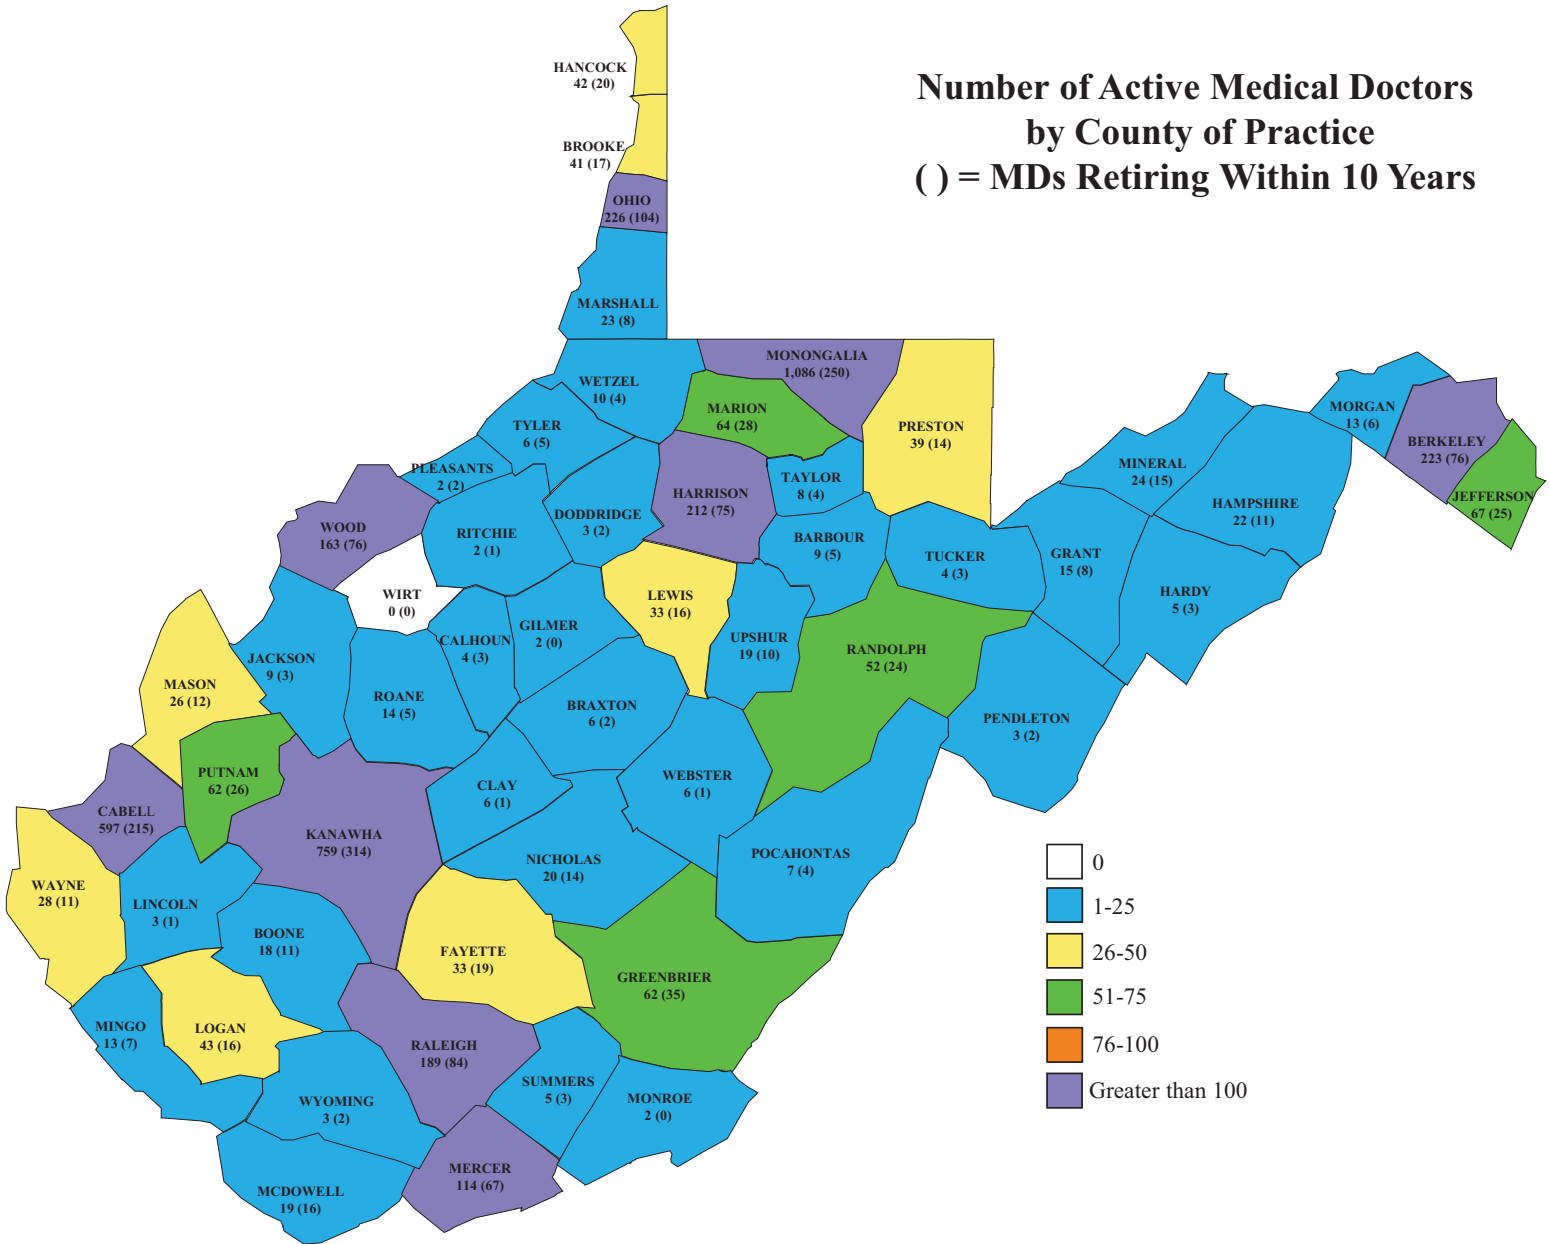 Number of Active Medical Doctors
by County of Practice
( ) = MDs Retiring Within 10 Years
HANCOCK
42 (20)
BROOKE
41 (17)
OHIO
226 (104)
MARSHALL
23 (8)
WETZEL
10 (4)
MONONGALIA
1,086 (250)
MARION
64 (28)
PRESTON
39 (14)
TYLER
6 (5)
PLEASANTS
2 (2)
WOOD
163 (76)
RITCHIE
2 (1)
DODDRIDGE
3 (2)
HARRISON
212 (75)
TAYLOR
8 (4)
BARBOUR
9 (5)
TUCKER
4 (3)
GRANT
15 (8)
MINERAL
24 (15)
HAMPSHIRE
22 (11)
HARDY
5 (3)
MORGAN
13 (6)
BERKELEY
223 (76)
JEFFERSON
67 (25)
WIRT
0 (0)
CALHOUN
4 (3)
GILMER
2 (0)
LEWIS
33 (16)
UPSHUR
19 (10)
RANDOLPH
52 (24)
PENDLETON
3 (2)
JACKSON
9 (3)
MASON
26 (12)
ROANE
14 (5)
BRAXTON
6 (2)
WEBSTER
6 (1)
CLAY
6 (1)
PUTNAM
62 (26)
CABELL
597 (215)
KANAWHA
759 (314)
NICHOLAS
20 (14)
POCAHONTAS
7 (4)
WAYNE
28 (11)
LINCOLN
3 (1)
BOONE
18 (11)
FAYETTE
33 (19)
GREENBRIER
62 (35)
MINGO
13 (7)
LOGAN
43 (16)
RALEIGH
189 (84)
SUMMERS
5 (3)
MONROE
2 (0)
WYOMING
3 (2)
MCDOWELL
19 (16)
MERCER
114 (67)
0
1-25
26-50
51-75
76-100
Greater than 100